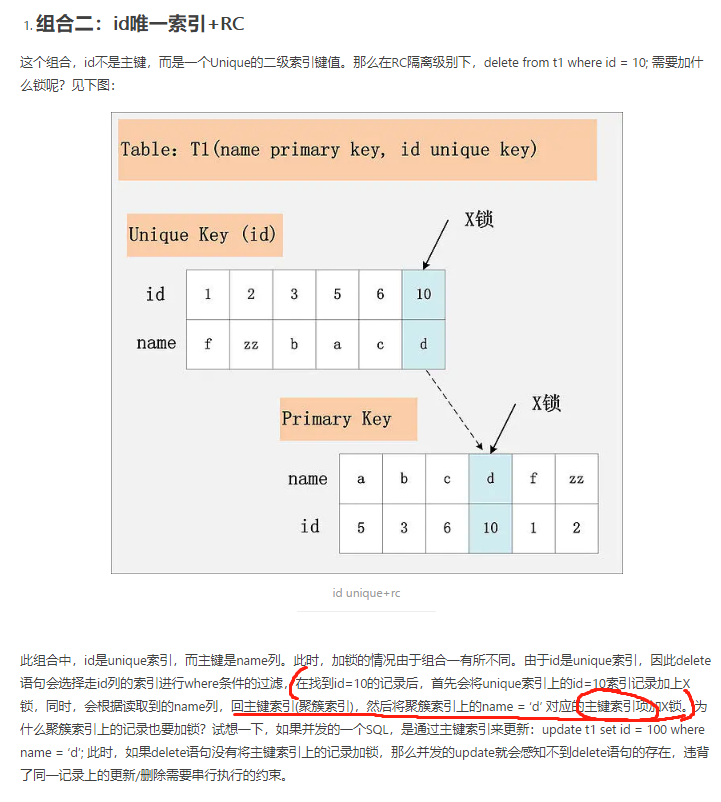 1. 组合二：id唯一索引+RC
这个组合，id不是主键，而是一个Unique的二级索引键值。那么在RC隔离级别下，delete from t1 where id = 10; 需要加什
么锁呢？见下图：
Table: T1(name primary key, id unique key)
X锁
Unique Key (id)
id 1 2 3 5 6 10
name f zz b a c d
X锁
Primary Key
name a b c d f zz
id 5 3 6 10 1 2
id unique+rc
此组合中，id是unique索引，而主键是name列。此时，加锁的情况由于组合一有所不同。由于id是unique索引，因此delete
语句会选择走id列的索引进行where条件的过滤，在找到id=10的记录后，首先会将unique索引上的id=10索引记录加上X
锁，同时，会根据读取到的name列，回主键索引(聚簇索引)，然后将聚簇索引上的name = ‘d’ 对应的主键索引项加X锁。为
什么聚簇索引上的记录也要加锁？试想一下，如果并发的一个SQL，是通过主键索引来更新：update t1 set id = 100 where
name = ‘d’; 此时，如果delete语句没有将主键索引上的记录加锁，那么并发的update就会感知不到delete语句的存在，违背
了同一记录上的更新/删除需要串行执行的约束。